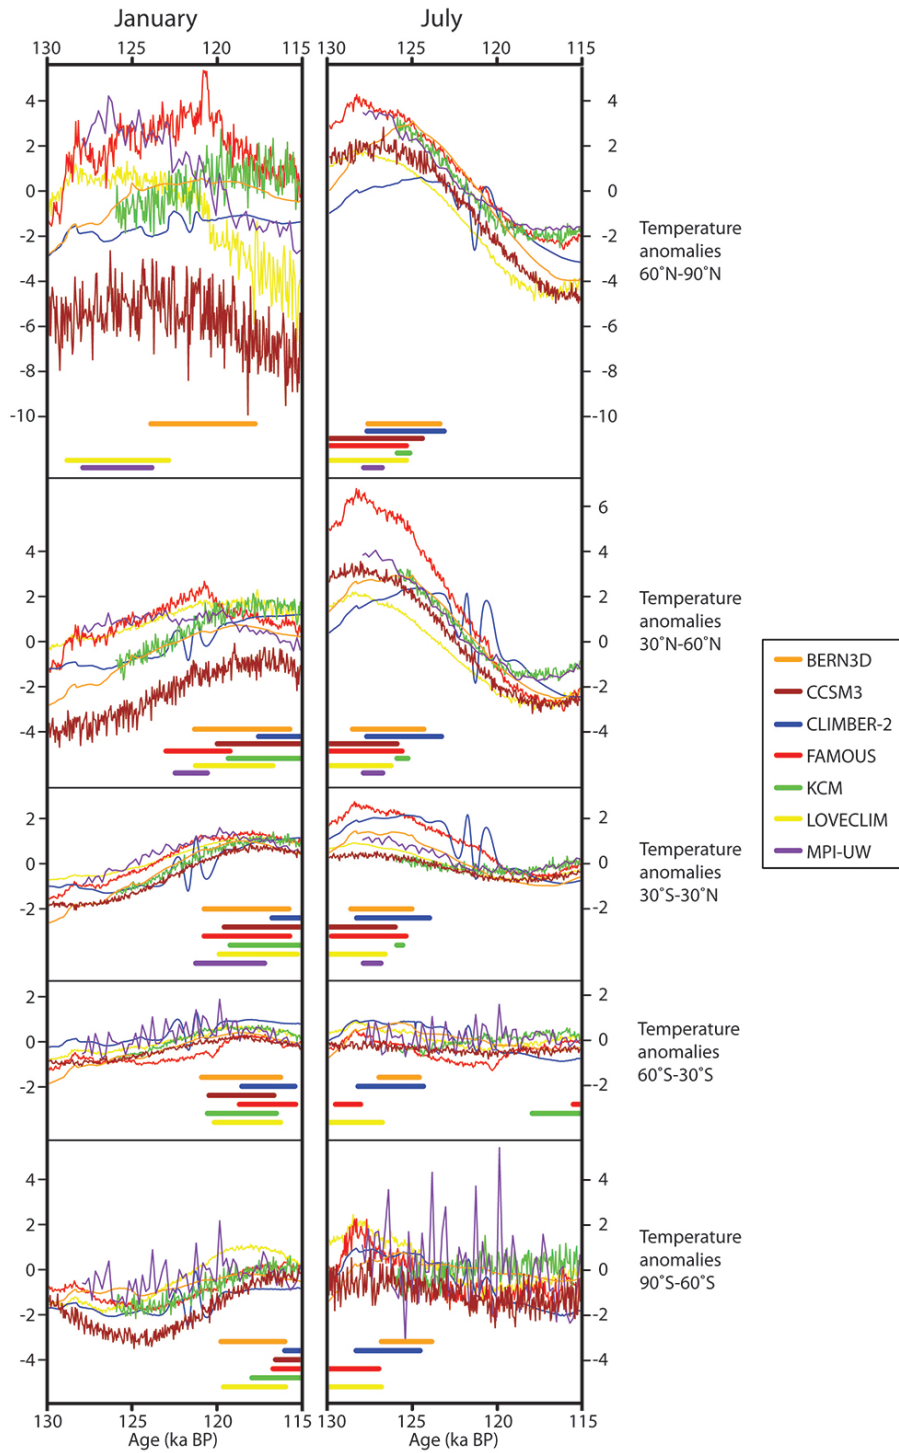 January July
130 125 120 115 130 125 120 115
4 4
2 2
0 0
-2 -2
Temperature
anomalies
60°N-90°N
-4 -4
-6 -6
-8 -8
-10 -10
6
4 4
2 2
0 0
-2 -2
-4 -4
Temperature
anomalies
30°N-60°N
BERN3D
CCSM3
CLIMBER-2
FAMOUS
KCM
LOVECLIM
MPI-UW
2 2
0 0
-2 -2
Temperature
anomalies
30°S-30°N
2 2
0 0
-2 -2
Temperature
anomalies
60°S-30°S
4 4
2 2
0 0
-2 -2
-4 -4
Temperature
anomalies
90°S-60°S
130 125 120 115 130 125 120 115
Age (ka BP) Age (ka BP)